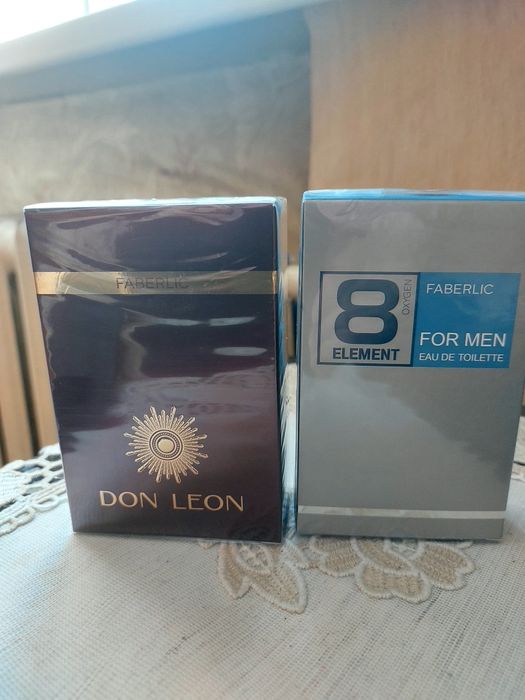 FABERLIC
DON LEON
8
OXYGEN
ELEMENT
FABERLIC
FOR MEN
EAU DE TOILETTE